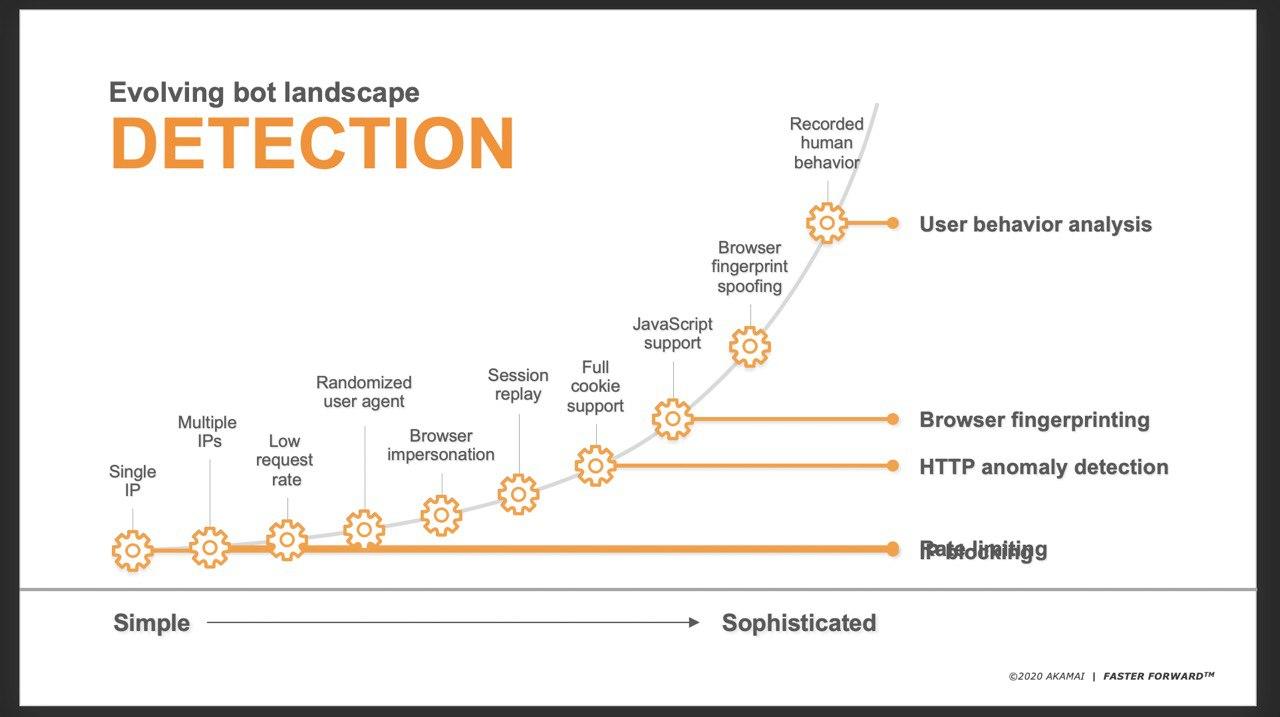 Evolving bot landscape
DETECTION
Recorded
human
behavior
User behavior analysis
Browser
fingerprint
spoofing
JavaScript
support
Browser fingerprinting
Full
cookie
support
HTTP anomaly detection
Session
replay
Randomized
user agent
Browser
impersonation
Multiple
IPs
Low
request
rate
Single
IP
Rate limiting
IP blocking
Simple
Sophisticated
©2020 AKAMAI | FASTER FORWARD™